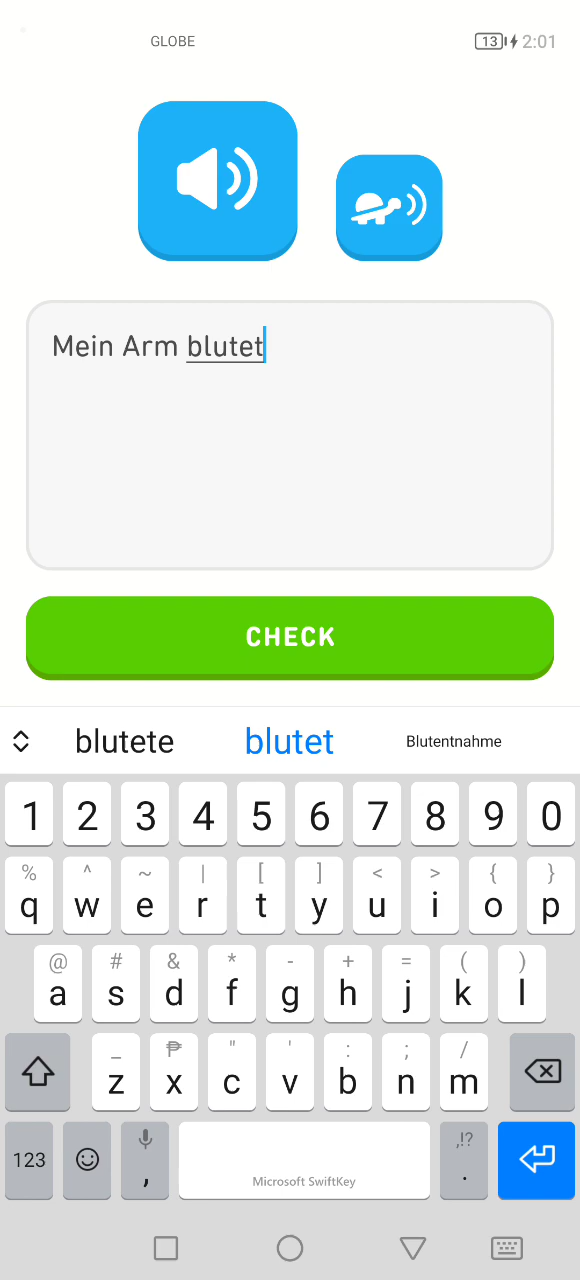 GLOBE 13 2:01
Mein Arm blutet
CHECK
blutete blutet Blutentnahme
1 2 3 4 5 6 7 8 9 0
% ^ ~ | [ ] < > { }
q w e r t y u i o p
@ # & * - + = ( )
a s d f g h j k l
_ ₱ " ' : ; /
z x c v b n m
,!?
123 , Microsoft SwiftKey .